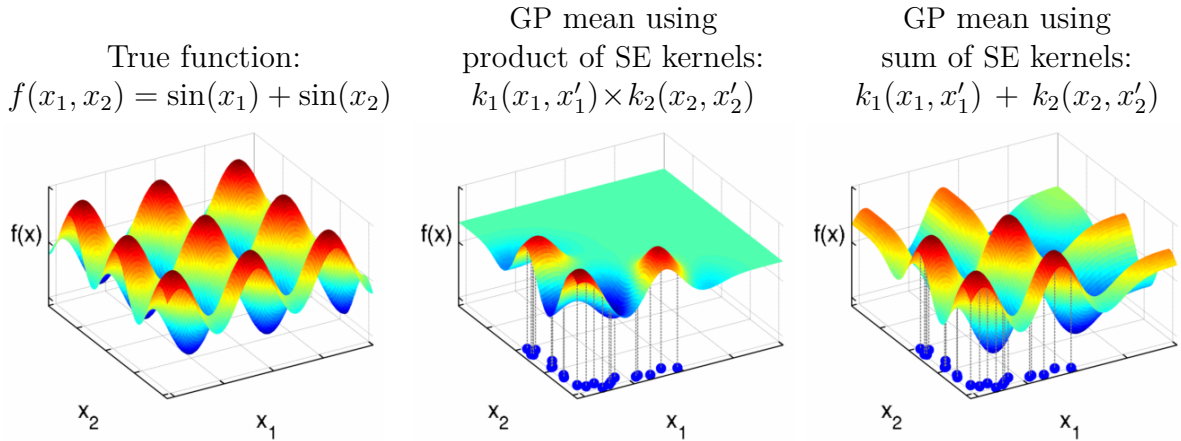 True function:
f(x₁, x₂) = sin(x₁) + sin(x₂)
GP mean using
product of SE kernels:
k₁(x₁, x₁′)×k₂(x₂, x₂′)
GP mean using
sum of SE kernels:
k₁(x₁, x₁′) + k₂(x₂, x₂′)
f(x)
x₂
x₁
f(x)
x₂
x₁
f(x)
x₂
x₁